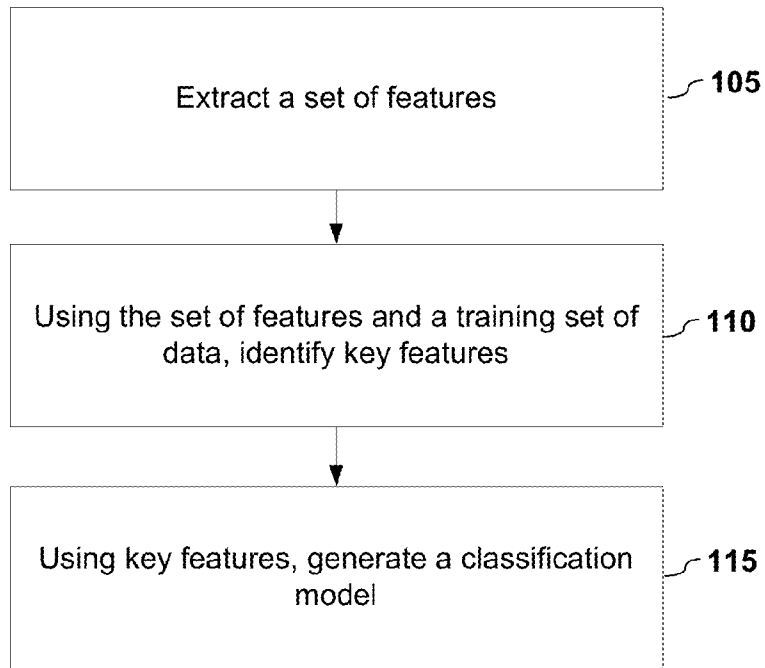 Extract a set of features
105
Using the set of features and a training set of
data, identify key features
110
Using key features, generate a classification
model
115